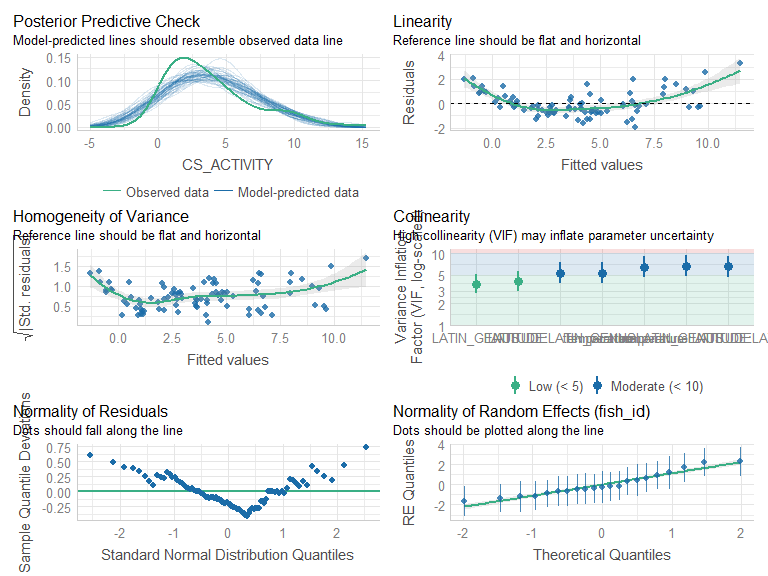 Posterior Predictive Check
Model-predicted lines should resemble observed data line
Density
0.15
0.10
0.05
0.00
-5
0
5
10
15
CS_ACTIVITY
Observed data
Model-predicted data
Linearity
Reference line should be flat and horizontal
Residuals
4
2
0
-2
0.0
2.5
5.0
7.5
10.0
Fitted values
Homogeneity of Variance
Reference line should be flat and horizontal
√|Std. residuals|
1.5
1.0
0.5
0.0
2.5
5.0
7.5
10.0
Fitted values
Collinearity
High collinearity (VIF) may inflate parameter uncertainty
Variance Inflation
Factor (VIF, log-scaled)
10
5
3
2
1
Low (< 5)
Moderate (< 10)
Normality of Residuals
Dots should fall along the line
Sample Quantile Deviations
0.75
0.50
0.25
0.00
-0.25
-2
-1
0
1
2
Standard Normal Distribution Quantiles
Normality of Random Effects (fish_id)
Dots should be plotted along the line
RE Quantiles
4
2
0
-2
-4
-2
-1
0
1
2
Theoretical Quantiles